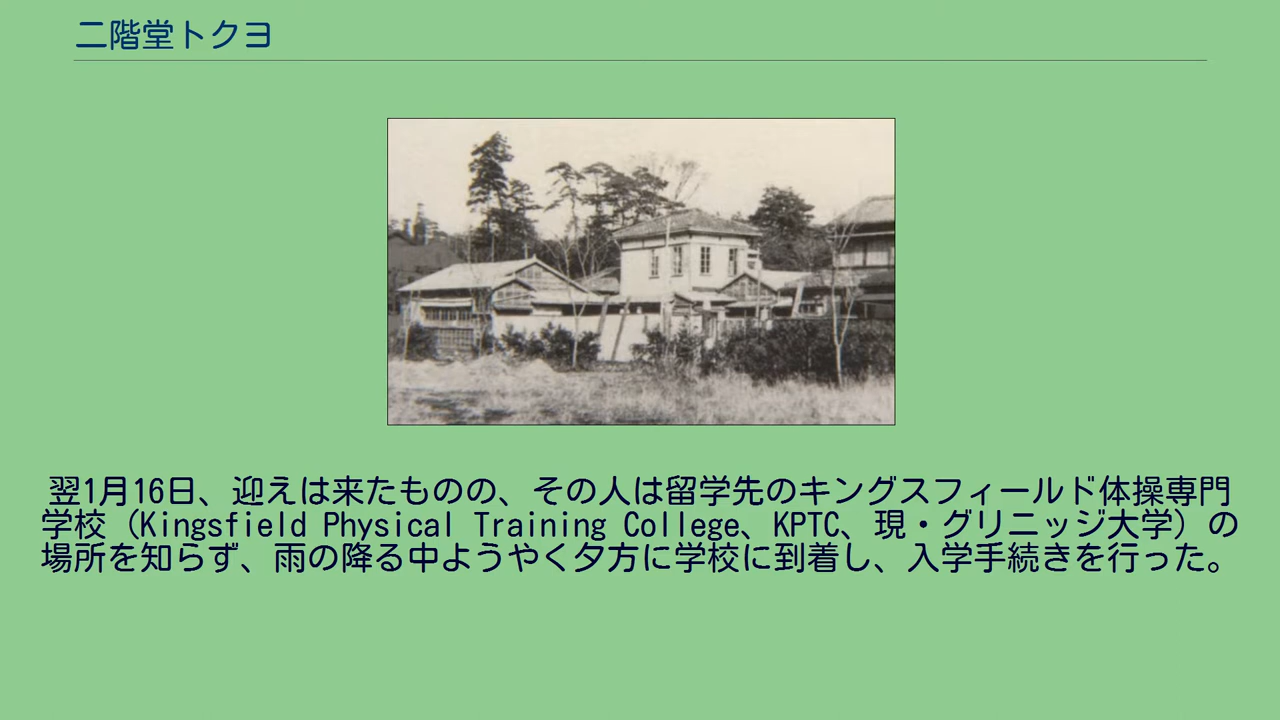 二階堂トクヨ
翌1月16日、迎えは来たものの、その人は留学先のキングスフィールド体操専門
学校（Kingsfield Physical Training College、KPTC、現・グリニッジ大学）の
場所を知らず、雨の降る中ようやく夕方に学校に到着し、入学手続きを行った。